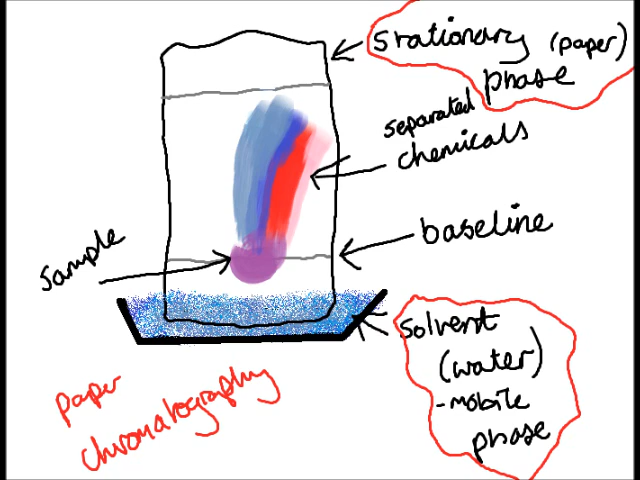 stationary (paper)
phase
separated
chemicals
baseline
sample
solvent
(water)
-mobile
phase
paper
chromatography